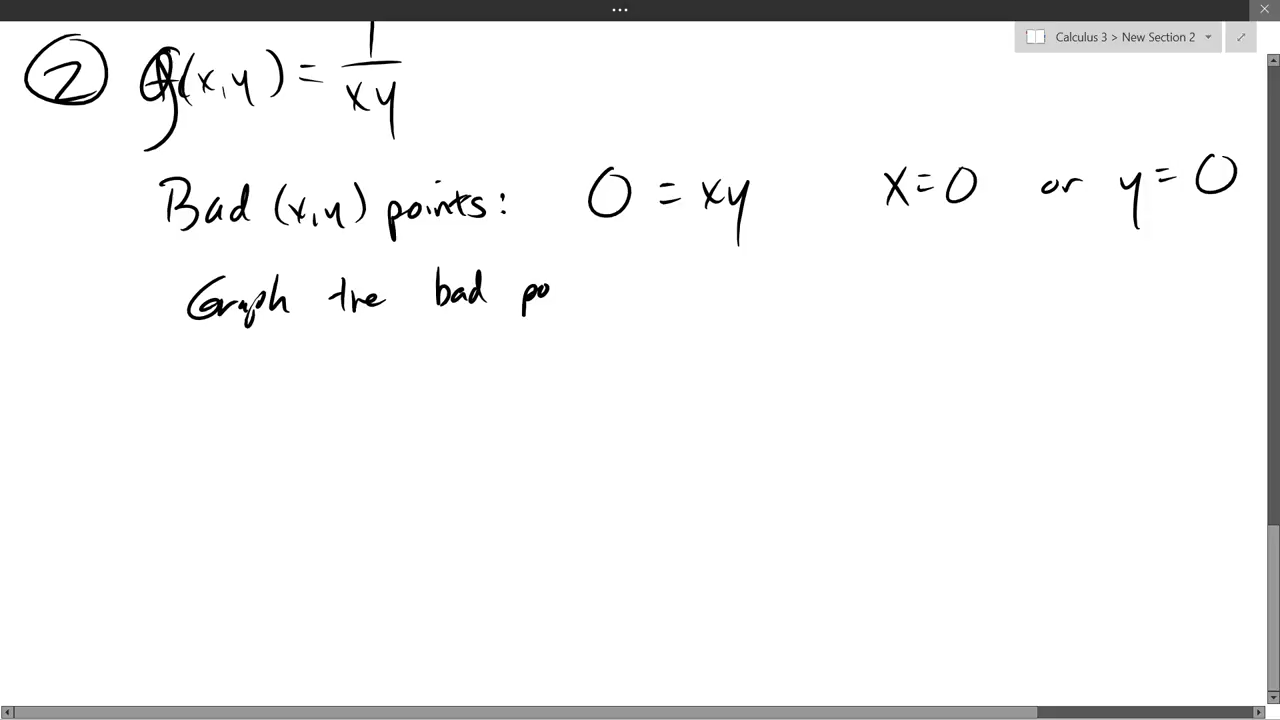 Calculus 3 > New Section 2
② g(x,y) = 1/xy
Bad (x,y) points: 0 = xy x=0 or y=0
Graph the bad po